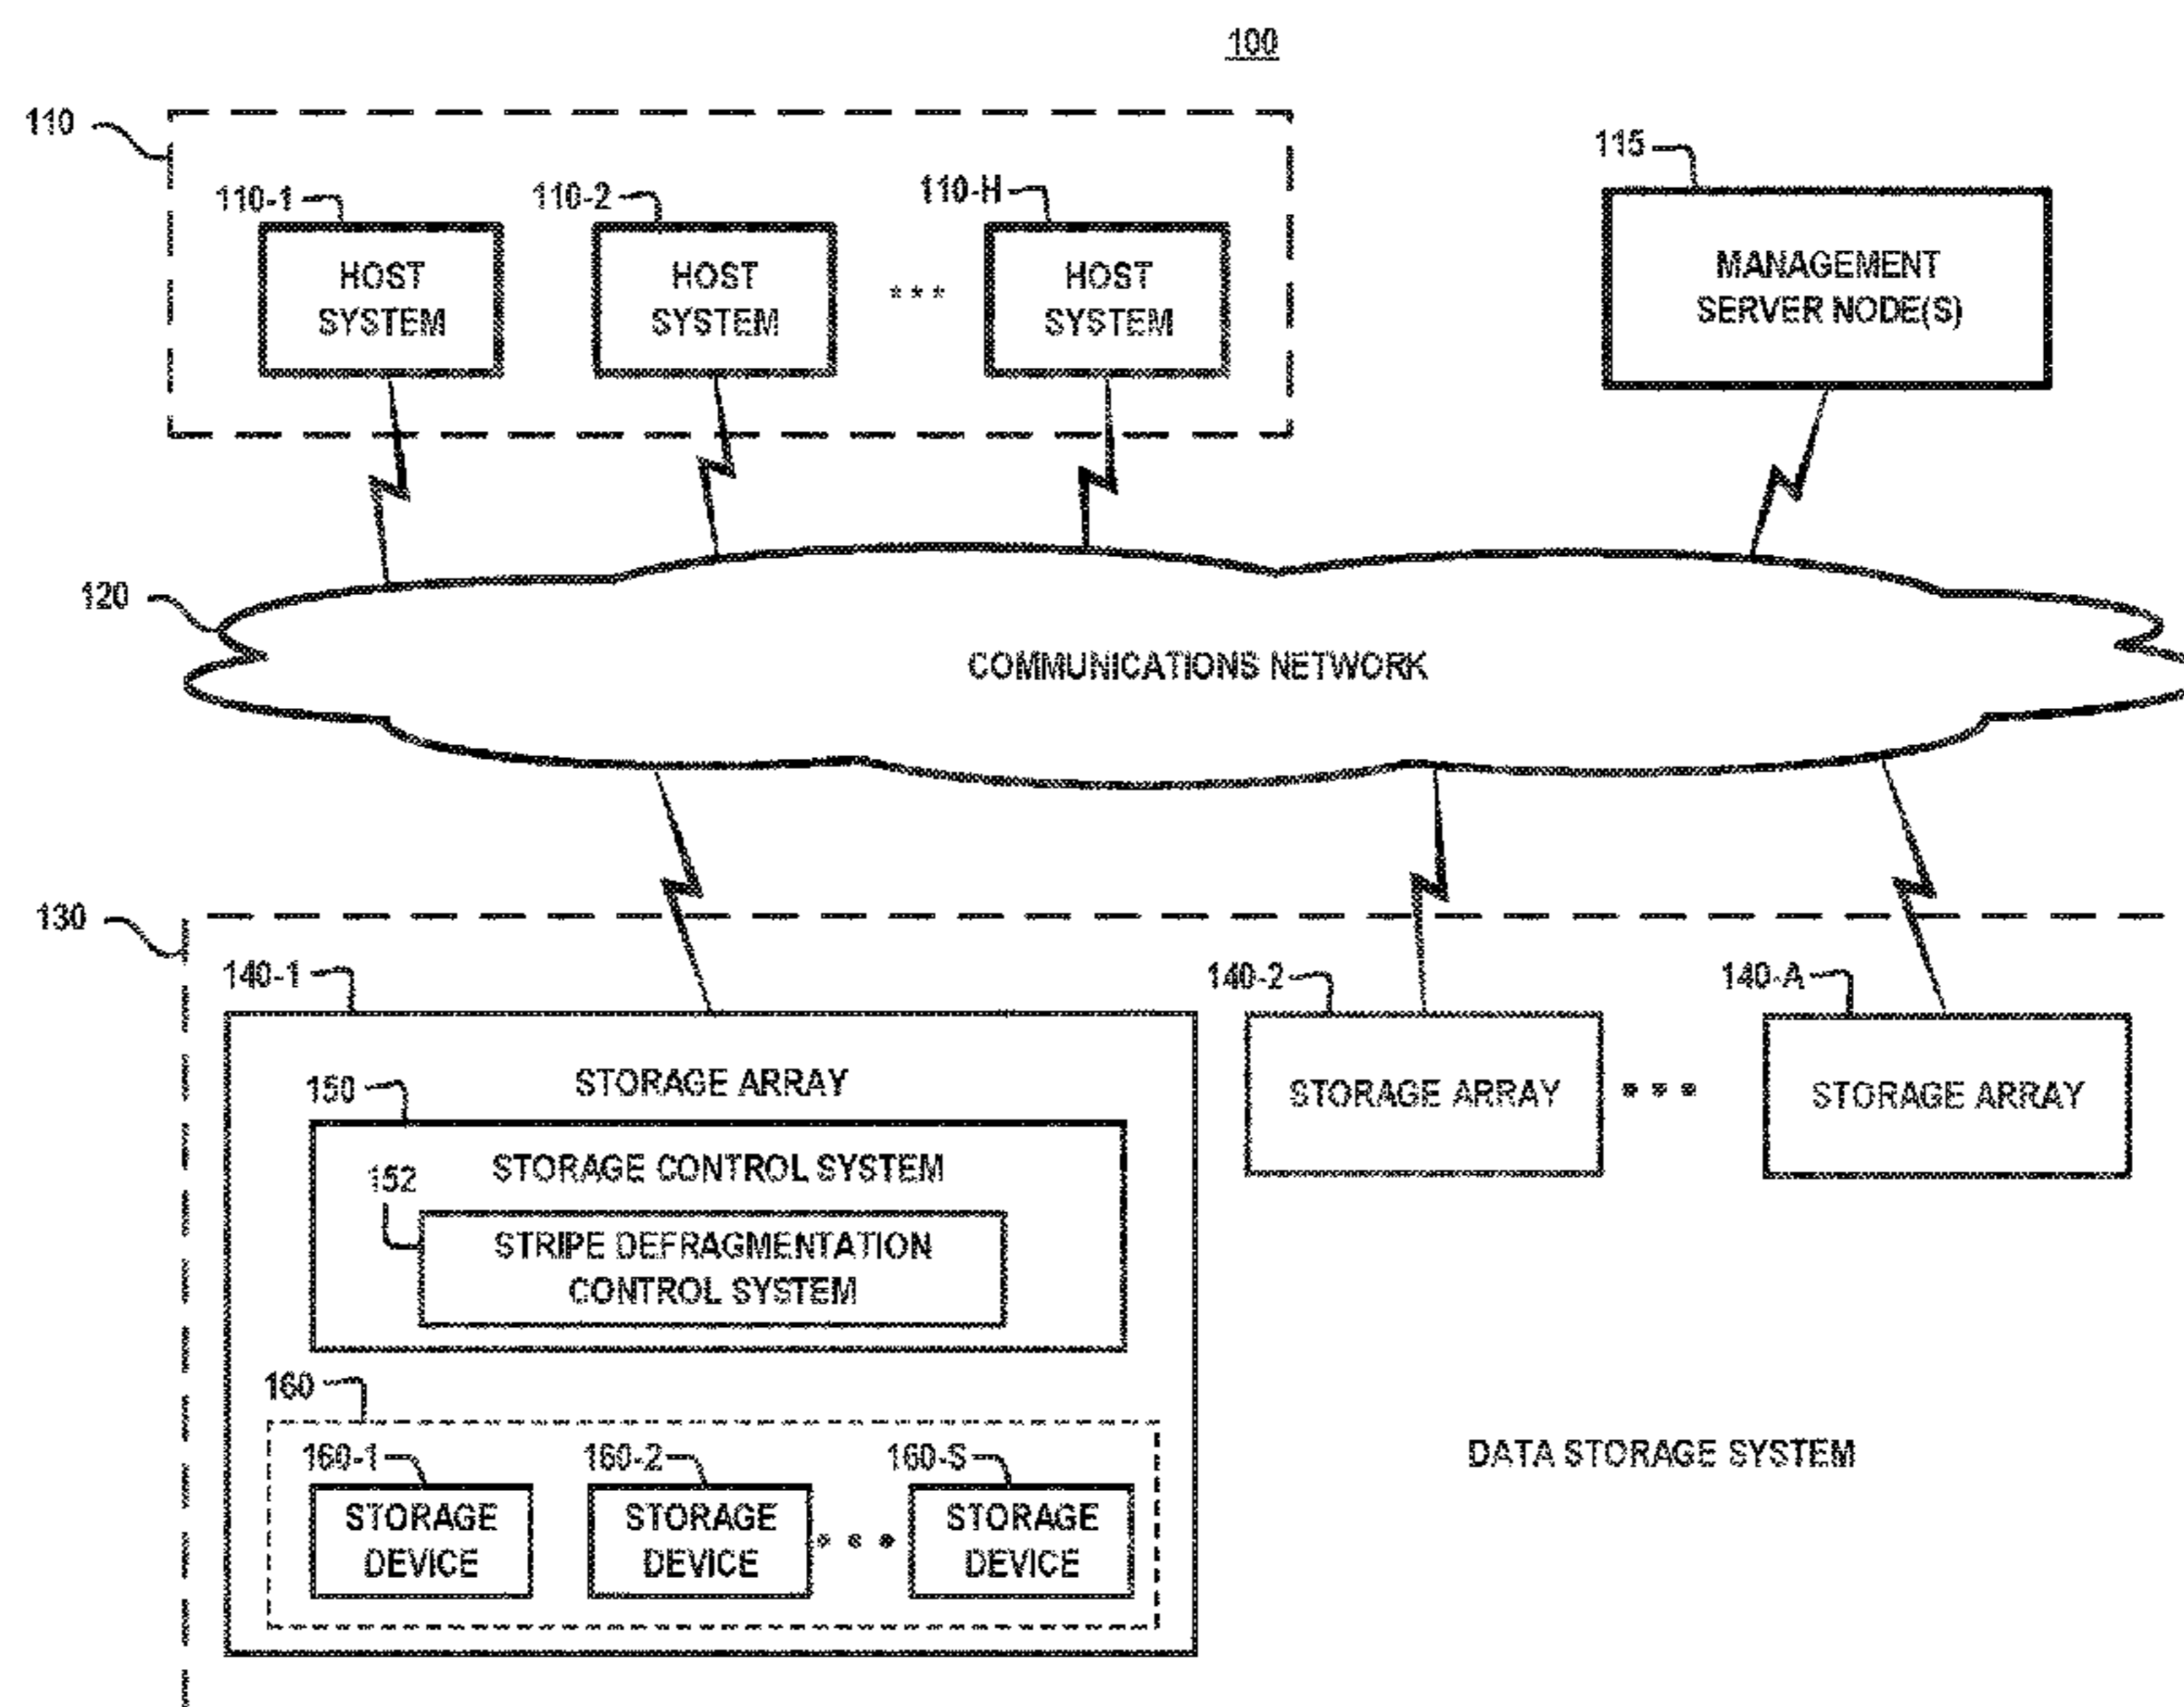 100
110
110-1
110-2
110-H
115
HOST
SYSTEM
HOST
SYSTEM
***
HOST
SYSTEM
MANAGEMENT
SERVER NODE(S)
120
COMMUNICATIONS NETWORK
130
140-1
140-2
140-A
STORAGE ARRAY
STORAGE ARRAY
***
STORAGE ARRAY
150
STORAGE CONTROL SYSTEM
152
STRIPE DEFRAGMENTATION
CONTROL SYSTEM
160
160-1
160-2
160-S
STORAGE
DEVICE
STORAGE
DEVICE
***
STORAGE
DEVICE
DATA STORAGE SYSTEM